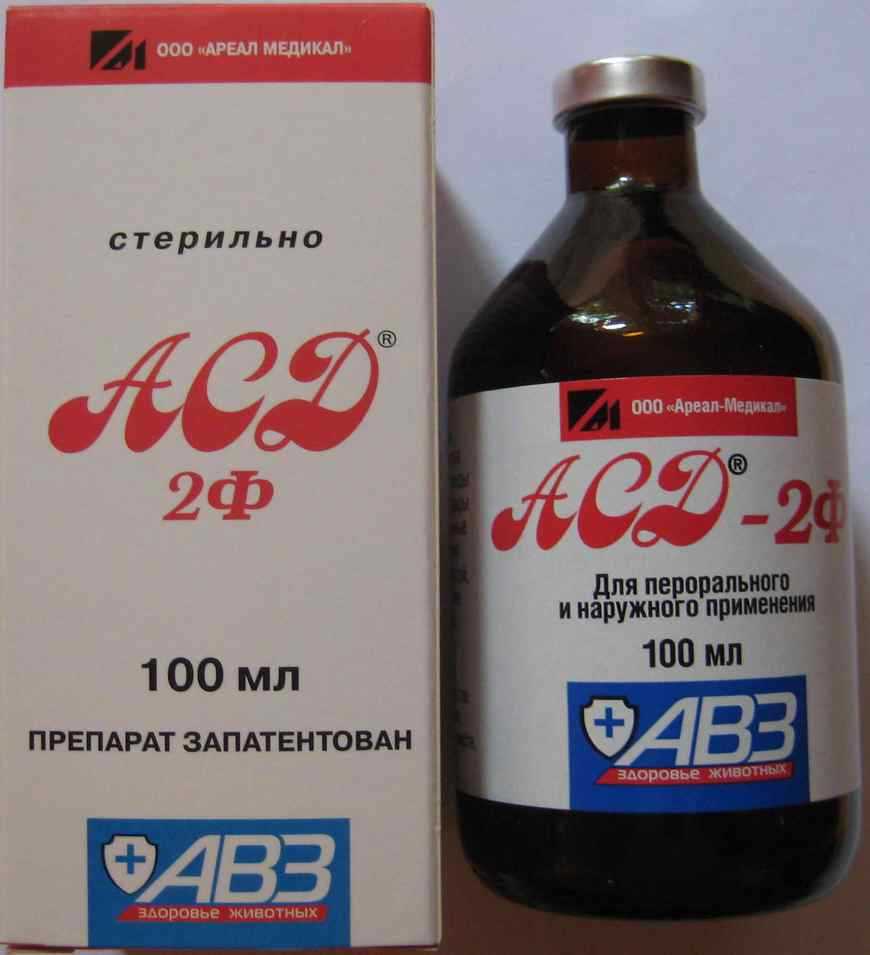 ООО «АРЕАЛ МЕДИКАЛ»
стерильно
АСД®
2Ф
100 мл
ПРЕПАРАТ ЗАПАТЕНТОВАН
АВЗ
здоровье животных
ООО «Ареал-Медикал»
АСД® - 2Ф
Для перорального
и наружного применения
100 мл
АВЗ
здоровье животных